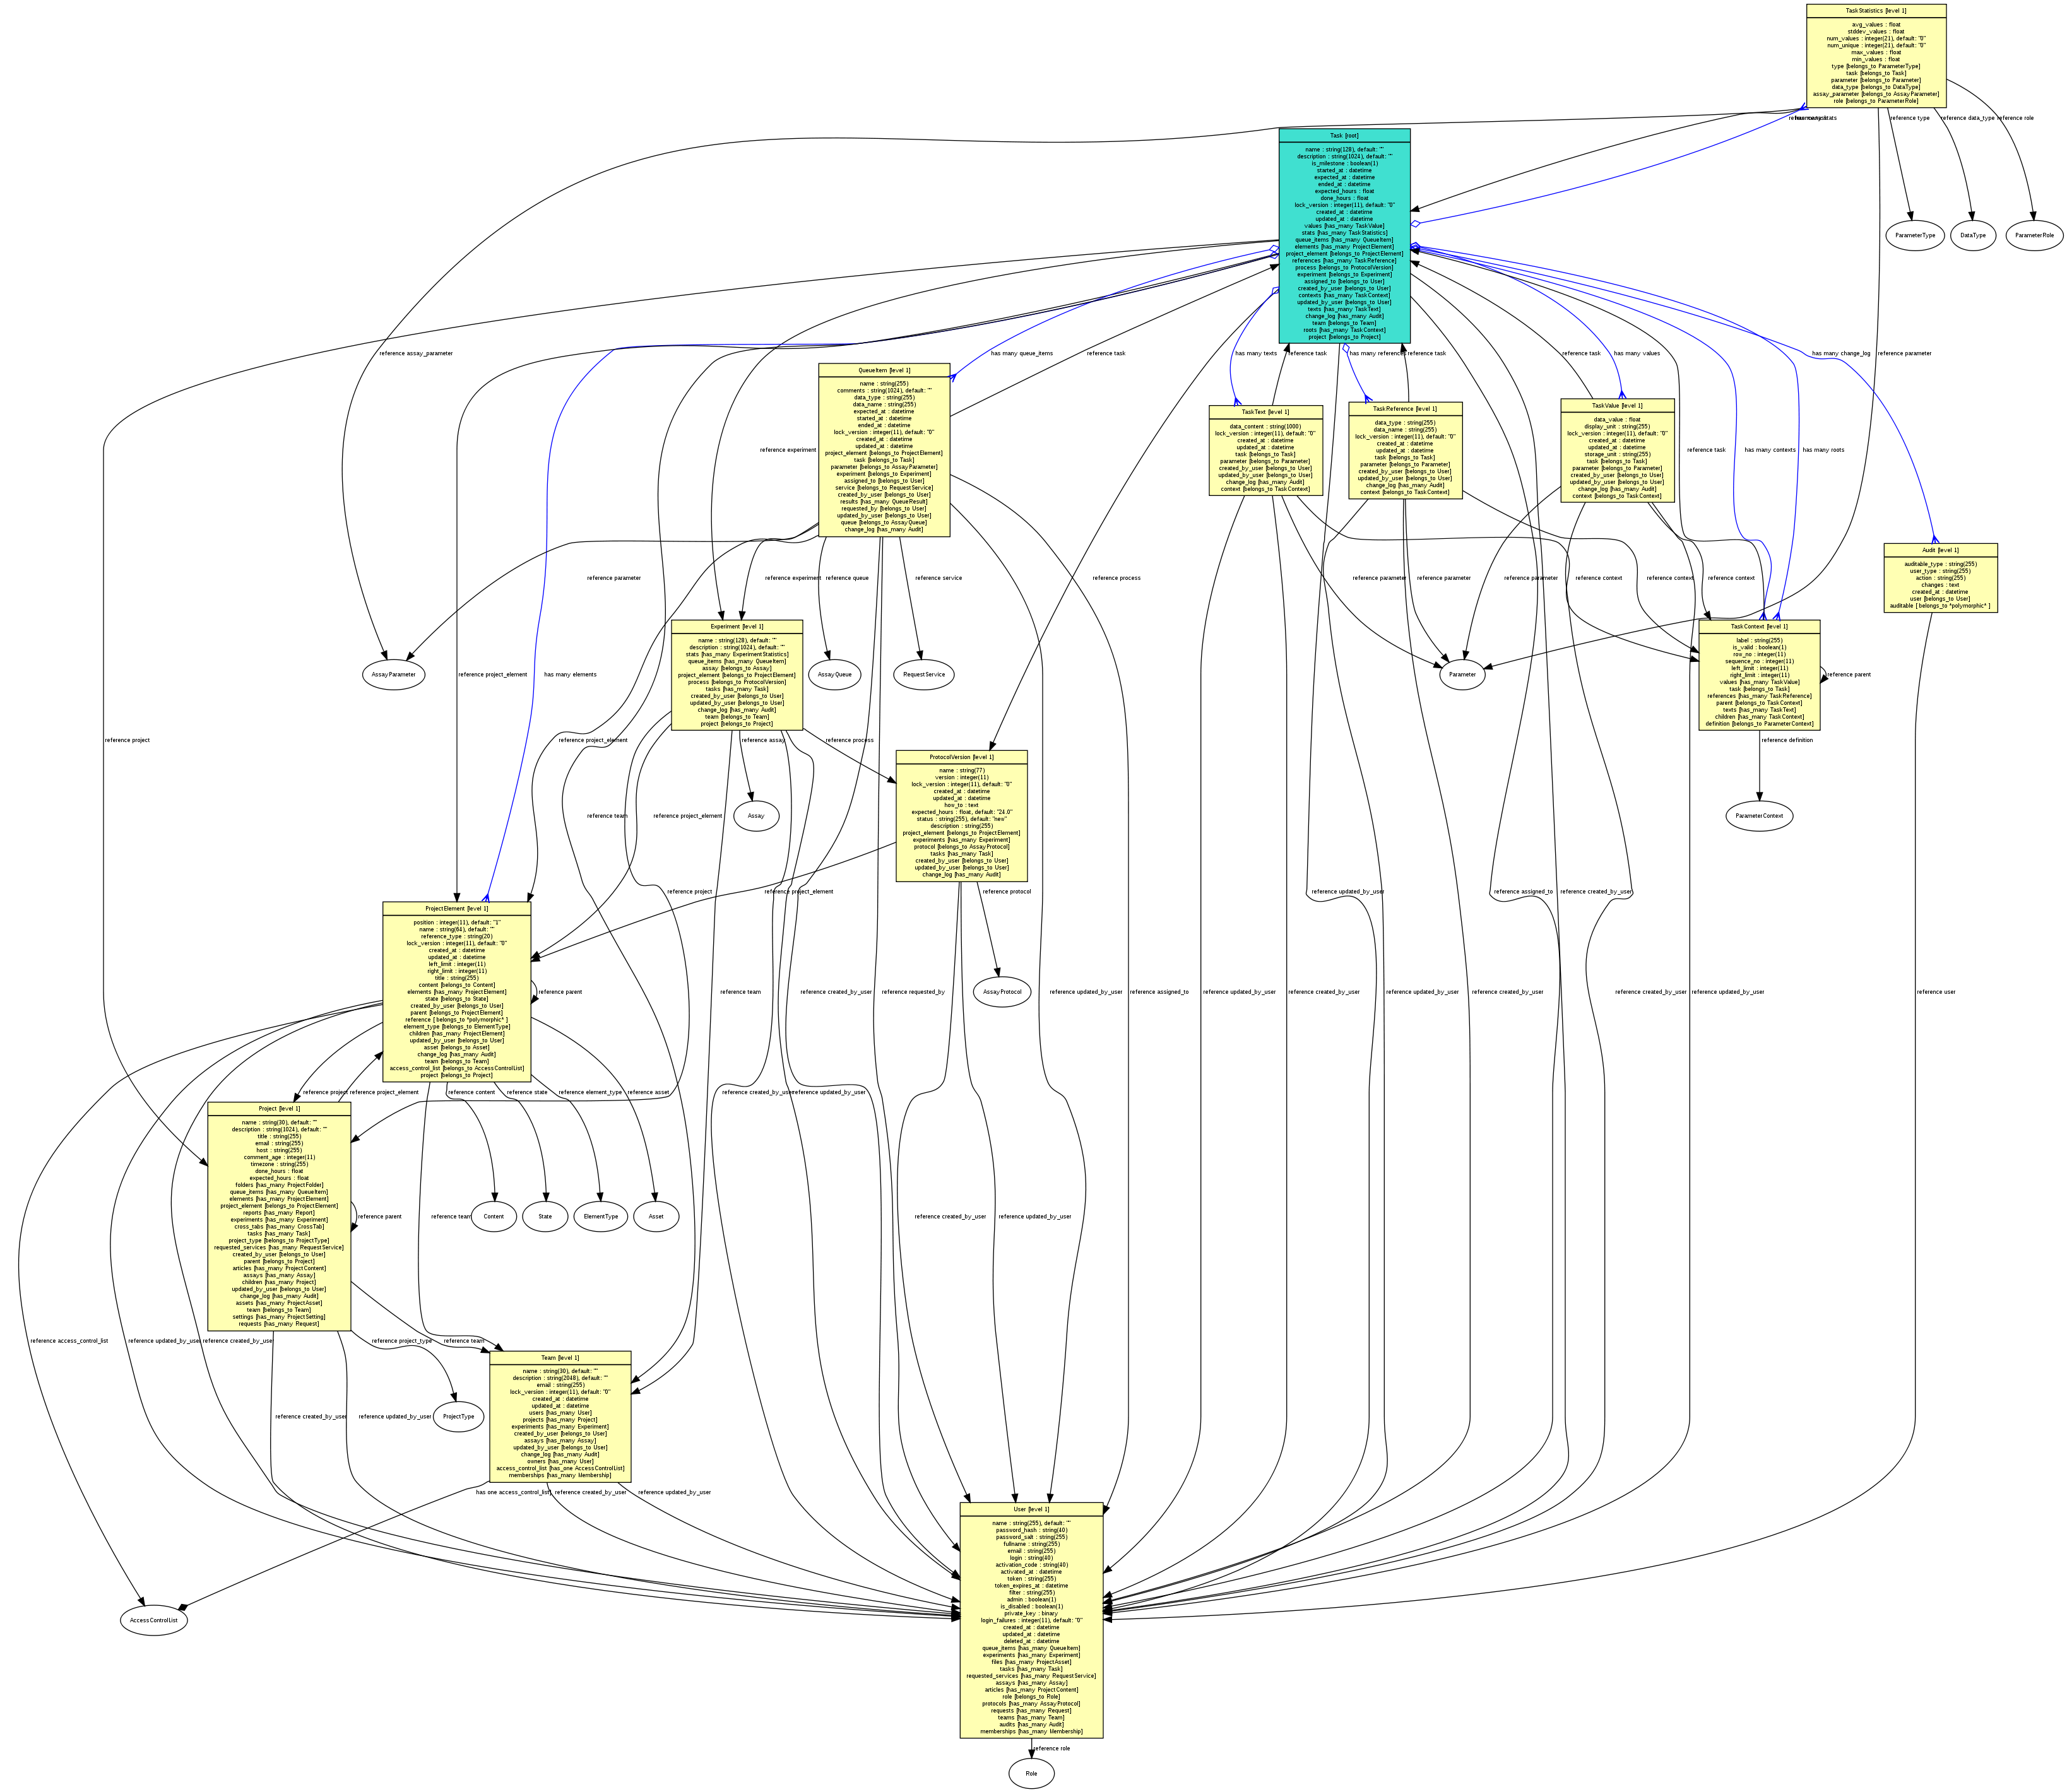 TaskStatistics [level 1]
avg_values : float
stddev_values : float
num_values : integer(21), default: "0"
num_unique : integer(21), default: "0"
max_values : float
min_values : float
type [belongs_to ParameterType]
task [belongs_to Task]
parameter [belongs_to Parameter]
data_type [belongs_to DataType]
assay_parameter [belongs_to AssayParameter]
role [belongs_to ParameterRole]
reference type
reference data_type
reference role
Task [root]
name : string(128), default: ""
description : string(1024), default: ""
is_milestone : boolean(1)
started_at : datetime
expected_at : datetime
ended_at : datetime
expected_hours : float
done_hours : float
lock_version : integer(11), default: "0"
created_at : datetime
updated_at : datetime
values [has_many TaskValue]
stats [has_many TaskStatistics]
queue_items [has_many QueueItem]
elements [has_many ProjectElement]
project_element [belongs_to ProjectElement]
references [has_many TaskReference]
process [belongs_to ProtocolVersion]
experiment [belongs_to Experiment]
assigned_to [belongs_to User]
created_by_user [belongs_to User]
contexts [has_many TaskContext]
updated_by_user [belongs_to User]
texts [has_many TaskText]
change_log [has_many Audit]
team [belongs_to Team]
roots [has_many TaskContext]
project [belongs_to Project]
ParameterType
DataType
ParameterRole
reference assay_parameter
has many queue_items
reference task
has many texts
reference task
has many references
reference task
reference task
has many values
has many change_log
reference parameter
QueueItem [level 1]
name : string(255)
comments : string(1024), default: ""
data_type : string(255)
data_name : string(255)
expected_at : datetime
started_at : datetime
ended_at : datetime
lock_version : integer(11), default: "0"
created_at : datetime
updated_at : datetime
project_element [belongs_to ProjectElement]
task [belongs_to Task]
parameter [belongs_to AssayParameter]
experiment [belongs_to Experiment]
assigned_to [belongs_to User]
service [belongs_to RequestService]
created_by_user [belongs_to User]
results [has_many QueueResult]
requested_by [belongs_to User]
updated_by_user [belongs_to User]
queue [belongs_to AssayQueue]
change_log [has_many Audit]
TaskText [level 1]
data_content : string(1000)
lock_version : integer(11), default: "0"
created_at : datetime
updated_at : datetime
task [belongs_to Task]
parameter [belongs_to Parameter]
created_by_user [belongs_to User]
updated_by_user [belongs_to User]
change_log [has_many Audit]
context [belongs_to TaskContext]
TaskReference [level 1]
data_type : string(255)
data_name : string(255)
lock_version : integer(11), default: "0"
created_at : datetime
updated_at : datetime
task [belongs_to Task]
parameter [belongs_to Parameter]
created_by_user [belongs_to User]
updated_by_user [belongs_to User]
change_log [has_many Audit]
context [belongs_to TaskContext]
TaskValue [level 1]
data_value : float
display_unit : string(255)
lock_version : integer(11), default: "0"
created_at : datetime
updated_at : datetime
storage_unit : string(255)
task [belongs_to Task]
parameter [belongs_to Parameter]
created_by_user [belongs_to User]
updated_by_user [belongs_to User]
change_log [has_many Audit]
context [belongs_to TaskContext]
reference experiment
reference task
has many contexts
has many roots
Audit [level 1]
auditable_type : string(255)
user_type : string(255)
action : string(255)
changes : text
created_at : datetime
user [belongs_to User]
auditable [ belongs_to *polymorphic* ]
reference parameter
reference experiment
reference queue
reference service
reference process
reference parameter
reference parameter
reference parameter
reference context
reference context
reference context
AssayParameter
Experiment [level 1]
name : string(128), default: ""
description : string(1024), default: ""
stats [has_many ExperimentStatistics]
queue_items [has_many QueueItem]
assay [belongs_to Assay]
project_element [belongs_to ProjectElement]
process [belongs_to ProtocolVersion]
tasks [has_many Task]
created_by_user [belongs_to User]
updated_by_user [belongs_to User]
change_log [has_many Audit]
team [belongs_to Team]
project [belongs_to Project]
AssayQueue
RequestService
Parameter
TaskContext [level 1]
label : string(255)
is_valid : boolean(1)
row_no : integer(11)
sequence_no : integer(11)
left_limit : integer(11)
right_limit : integer(11)
values [has_many TaskValue]
task [belongs_to Task]
references [has_many TaskReference]
parent [belongs_to TaskContext]
texts [has_many TaskText]
children [has_many TaskContext]
definition [belongs_to ParameterContext]
reference parent
reference project_element
has many elements
reference project
reference project_element
reference assay
reference process
reference definition
ProtocolVersion [level 1]
name : string(77)
version : integer(11)
lock_version : integer(11), default: "0"
created_at : datetime
updated_at : datetime
how_to : text
expected_hours : float, default: "24.0"
status : string(255), default: "new"
description : string(255)
project_element [belongs_to ProjectElement]
experiments [has_many Experiment]
protocol [belongs_to AssayProtocol]
tasks [has_many Task]
created_by_user [belongs_to User]
updated_by_user [belongs_to User]
change_log [has_many Audit]
reference team
reference project_element
Assay
ParameterContext
reference project
reference project_element
reference protocol
reference updated_by_user
reference assigned_to
reference created_by_user
ProjectElement [level 1]
position : integer(11), default: "1"
name : string(64), default: ""
reference_type : string(20)
lock_version : integer(11), default: "0"
created_at : datetime
updated_at : datetime
left_limit : integer(11)
right_limit : integer(11)
title : string(255)
content [belongs_to Content]
elements [has_many ProjectElement]
state [belongs_to State]
created_by_user [belongs_to User]
parent [belongs_to ProjectElement]
reference [ belongs_to *polymorphic* ]
element_type [belongs_to ElementType]
children [has_many ProjectElement]
updated_by_user [belongs_to User]
asset [belongs_to Asset]
change_log [has_many Audit]
team [belongs_to Team]
access_control_list [belongs_to AccessControlList]
project [belongs_to Project]
reference parent
reference team
reference created_by_user
reference requested_by
AssayProtocol
reference updated_by_user
reference assigned_to
reference updated_by_user
reference created_by_user
reference updated_by_user
reference created_by_user
reference created_by_user
reference updated_by_user
reference user
reference project
reference project_element
reference content
reference state
reference element_type
reference asset
reference created_by_user
reference updated_by_user
Project [level 1]
name : string(30), default: ""
description : string(1024), default: ""
title : string(255)
email : string(255)
host : string(255)
comment_age : integer(11)
timezone : string(255)
done_hours : float
expected_hours : float
folders [has_many ProjectFolder]
queue_items [has_many QueueItem]
elements [has_many ProjectElement]
project_element [belongs_to ProjectElement]
reports [has_many Report]
experiments [has_many Experiment]
cross_tabs [has_many CrossTab]
tasks [has_many Task]
project_type [belongs_to ProjectType]
requested_services [has_many RequestService]
created_by_user [belongs_to User]
parent [belongs_to Project]
articles [has_many ProjectContent]
assays [has_many Assay]
children [has_many Project]
updated_by_user [belongs_to User]
change_log [has_many Audit]
assets [has_many ProjectAsset]
team [belongs_to Team]
settings [has_many ProjectSetting]
requests [has_many Request]
reference parent
reference team
Content
State
ElementType
Asset
reference created_by_user
reference updated_by_user
reference access_control_list
reference updated_by_user
reference created_by_user
reference project_type
reference team
Team [level 1]
name : string(30), default: ""
description : string(2048), default: ""
email : string(255)
lock_version : integer(11), default: "0"
created_at : datetime
updated_at : datetime
users [has_many User]
projects [has_many Project]
experiments [has_many Experiment]
created_by_user [belongs_to User]
assays [has_many Assay]
updated_by_user [belongs_to User]
change_log [has_many Audit]
owners [has_many User]
access_control_list [has_one AccessControlList]
memberships [has_many Membership]
reference created_by_user
reference updated_by_user
ProjectType
has one access_control_list
reference created_by_user
reference updated_by_user
User [level 1]
name : string(255), default: ""
password_hash : string(40)
password_salt : string(255)
fullname : string(255)
email : string(255)
login : string(40)
activation_code : string(40)
activated_at : datetime
token : string(255)
token_expires_at : datetime
filter : string(255)
admin : boolean(1)
is_disabled : boolean(1)
private_key : binary
login_failures : integer(11), default: "0"
created_at : datetime
updated_at : datetime
deleted_at : datetime
queue_items [has_many QueueItem]
experiments [has_many Experiment]
files [has_many ProjectAsset]
tasks [has_many Task]
requested_services [has_many RequestService]
assays [has_many Assay]
articles [has_many ProjectContent]
role [belongs_to Role]
protocols [has_many AssayProtocol]
requests [has_many Request]
teams [has_many Team]
audits [has_many Audit]
memberships [has_many Membership]
AccessControlList
reference role
Role